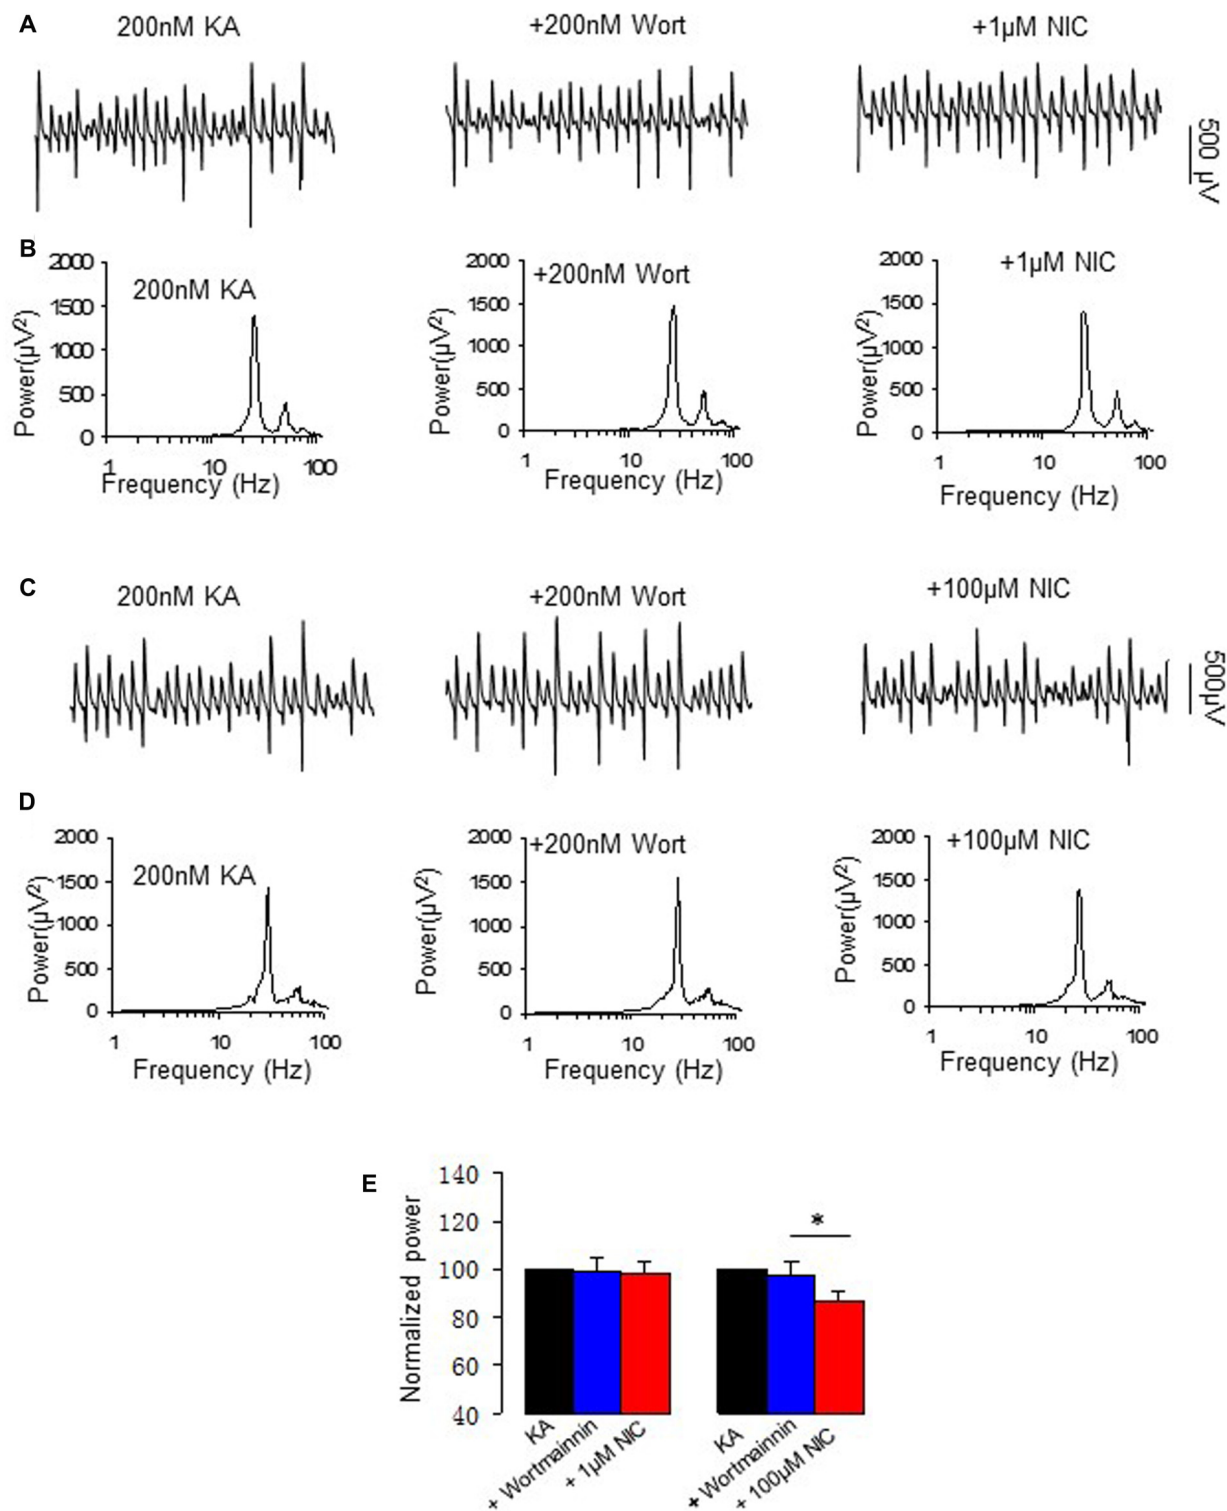 A
200nM KA
+200nM Wort
+1µM NIC
500 µV
B
2000
1500
1000
500
0
Power(µV²)
200nM KA
1 10 100
Frequency (Hz)
2000
1500
1000
500
0
Power(µV²)
+200nM Wort
1 10 100
Frequency (Hz)
2000
1500
1000
500
0
Power(µV²)
+1µM NIC
1 10 100
Frequency (Hz)
C
200nM KA
+200nM Wort
+100µM NIC
500µV
D
2000
1500
1000
500
0
Power(µV²)
200nM KA
1 10 100
Frequency (Hz)
2000
1500
1000
500
0
Power(µV²)
+200nM Wort
1 10 100
Frequency (Hz)
2000
1500
1000
500
0
Power(µV²)
+100µM NIC
1 10 100
Frequency (Hz)
E
140
120
100
80
60
40
Normalized power
*
KA
+ Wortmainnin
+ 1µM NIC
KA
+ Wortmainnin
+ 100µM NIC